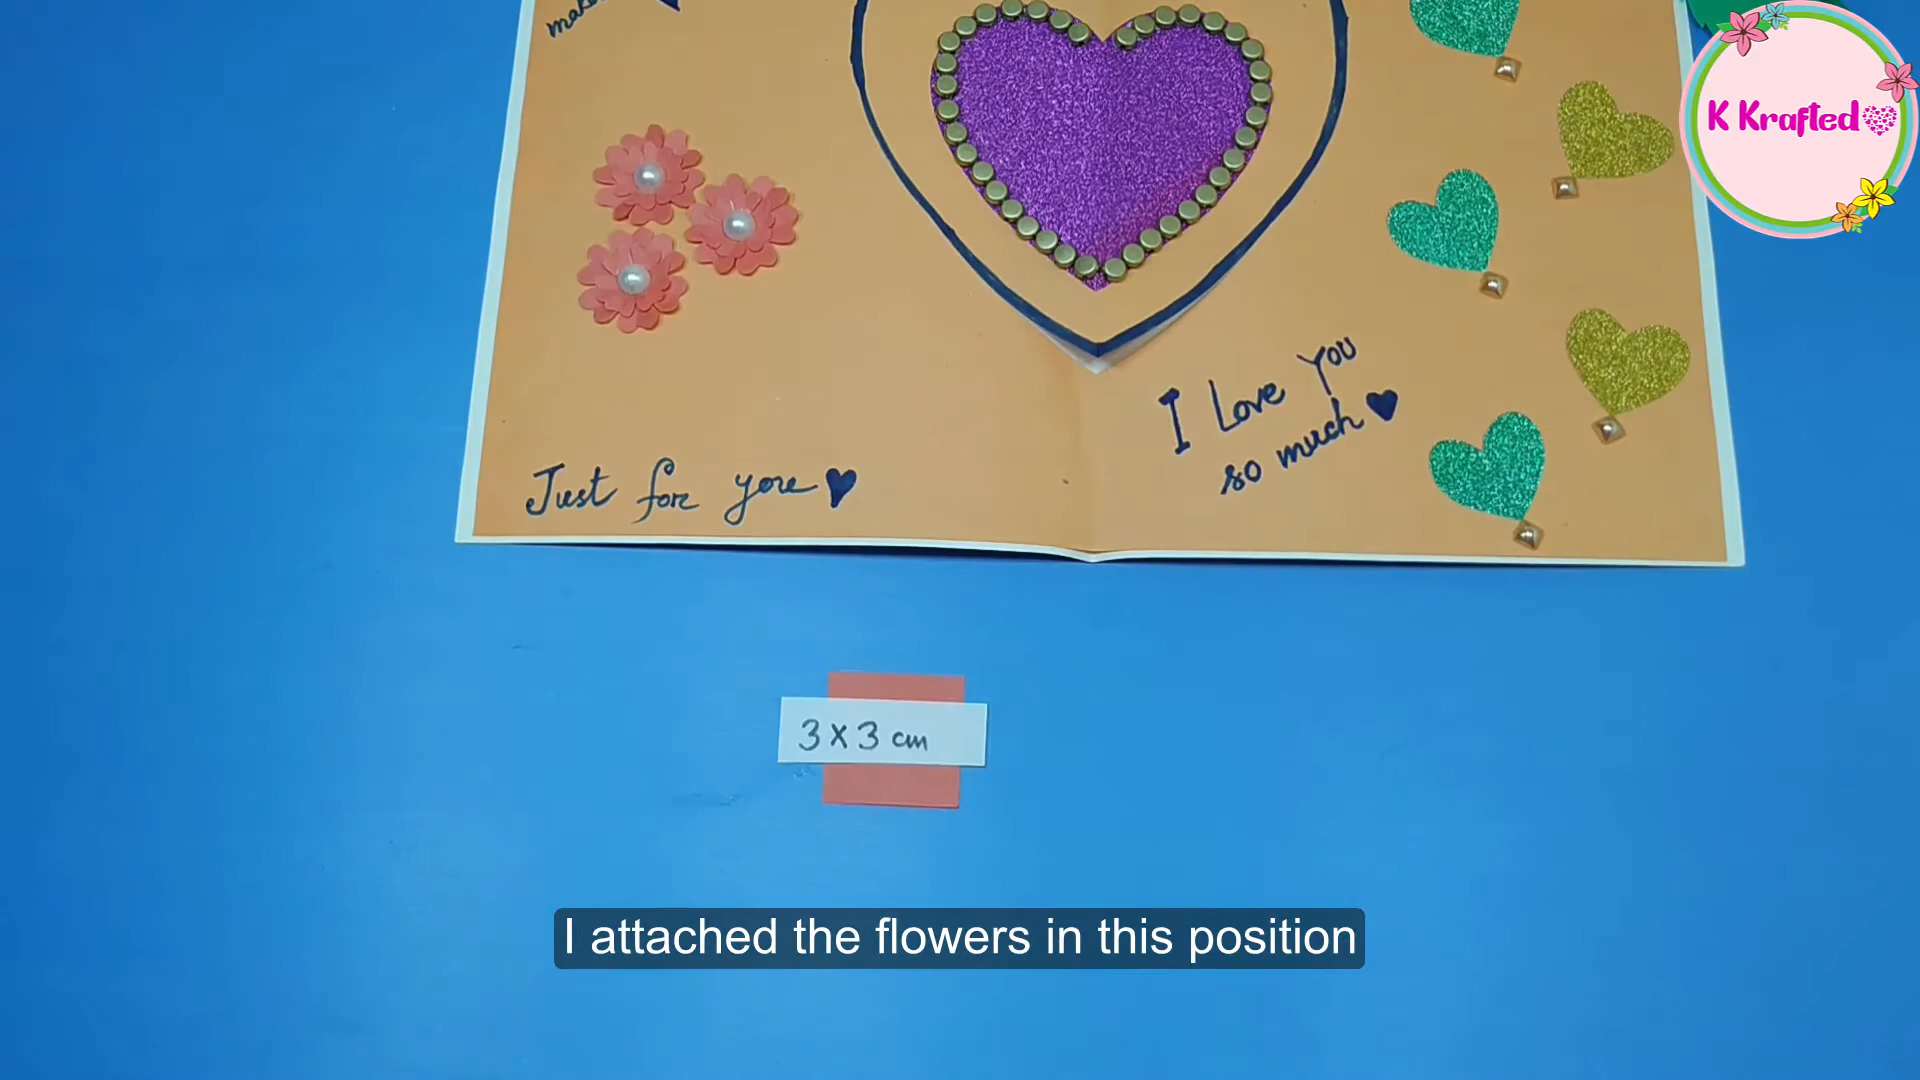 K Krafted
I Love You
so much
Just for you
3 x 3 cm
I attached the flowers in this position